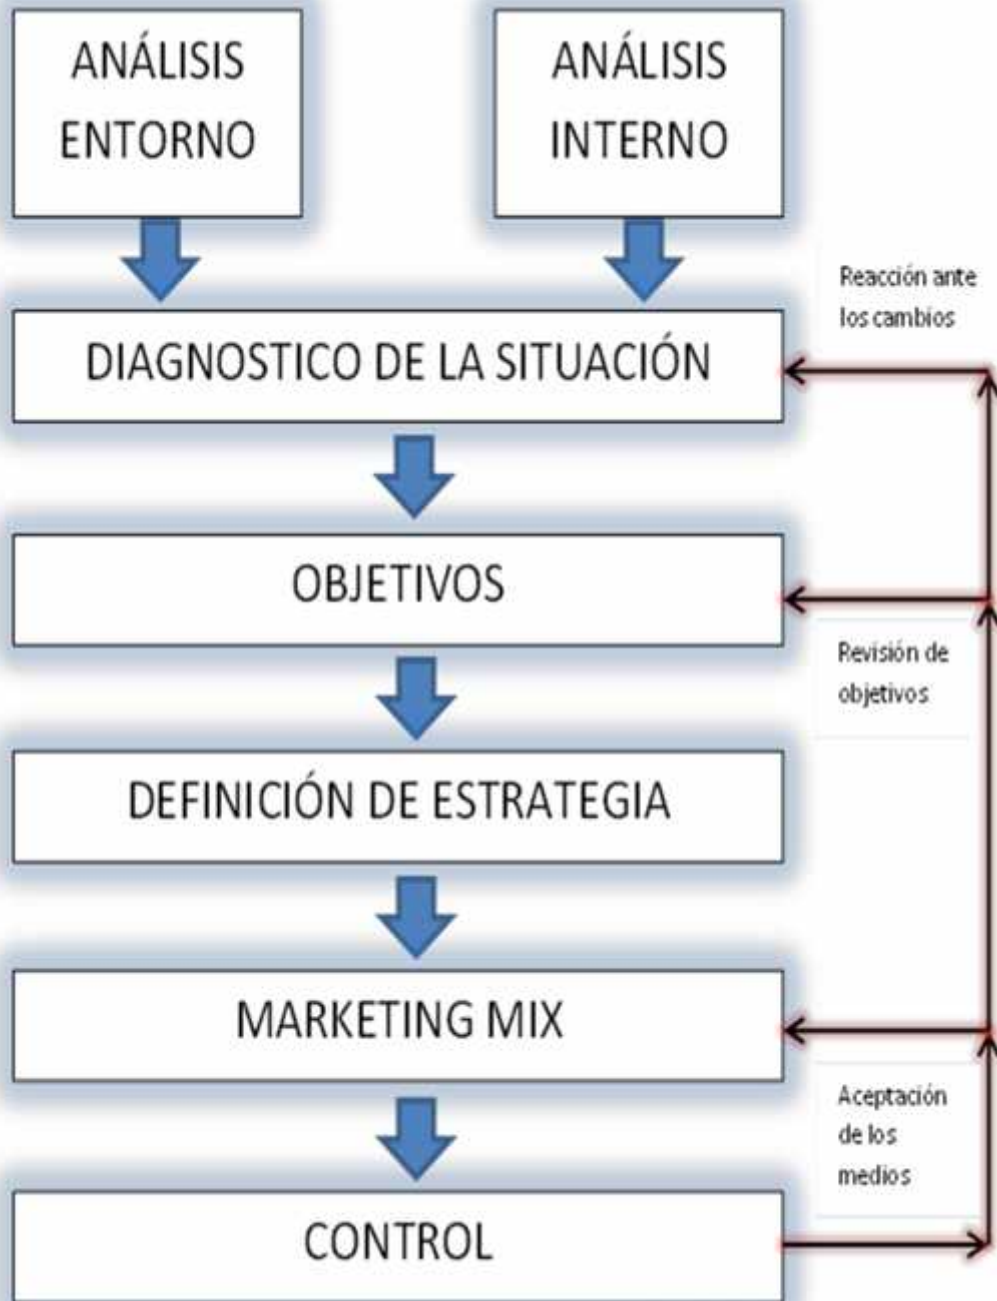 ANÁLISIS
ENTORNO
ANÁLISIS
INTERNO
Reacción ante
los cambios
DIAGNOSTICO DE LA SITUACIÓN
OBJETIVOS
Revisión de
objetivos
DEFINICIÓN DE ESTRATEGIA
MARKETING MIX
Aceptación
de los
medios
CONTROL